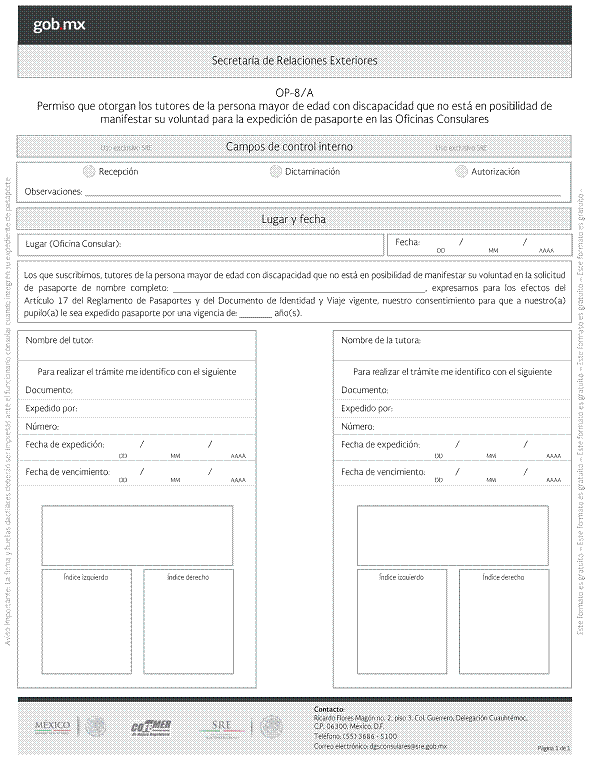 gob.mx
Secretaría de Relaciones Exteriores
OP-8/A
Permiso que otorgan los tutores de la persona mayor de edad con discapacidad que no está en posibilidad de
manifestar su voluntad para la expedición de pasaporte en las Oficinas Consulares
Uso exclusivo SRE Campos de control interno Uso exclusivo SRE
Recepción Dictaminación Autorización
Observaciones:
Lugar y fecha
Lugar (Oficina Consular): Fecha: / /
DD MM AAAA
Los que suscribimos, tutores de la persona mayor de edad con discapacidad que no está en posibilidad de manifestar su voluntad en la solicitud
de pasaporte de nombre completo: , expresamos para los efectos del
Artículo 17 del Reglamento de Pasaportes y del Documento de Identidad y Viaje vigente, nuestro consentimiento para que a nuestro(a)
pupilo(a) le sea expedido pasaporte por una vigencia de: año(s).
Nombre del tutor:
Para realizar el trámite me identifico con el siguiente
Documento:
Expedido por:
Número:
Fecha de expedición: / /
DD MM AAAA
Fecha de vencimiento: / /
DD MM AAAA
Índice izquierdo Índice derecho
Nombre de la tutora:
Para realizar el trámite me identifico con el siguiente
Documento:
Expedido por:
Número:
Fecha de expedición: / /
DD MM AAAA
Fecha de vencimiento: / /
DD MM AAAA
Índice izquierdo Índice derecho
Aviso importante: La firma y huellas dactilares deberán ser impresas ante el funcionario consular cuando integre su expediente de pasaporte
Este formato es gratuito – Este formato es gratuito – Este formato es gratuito – Este formato es gratuito – Este formato es gratuito –
MÉXICO
COFEMER
SRE
Contacto:
Ricardo Flores Magón no. 2, piso 3, Col. Guerrero, Delegación Cuauhtémoc,
C.P. 06300, México, D.F.
Teléfono: (55) 3686 - 5100
Correo electrónico: dgsconsulares@sre.gob.mx
Página 1 de 1